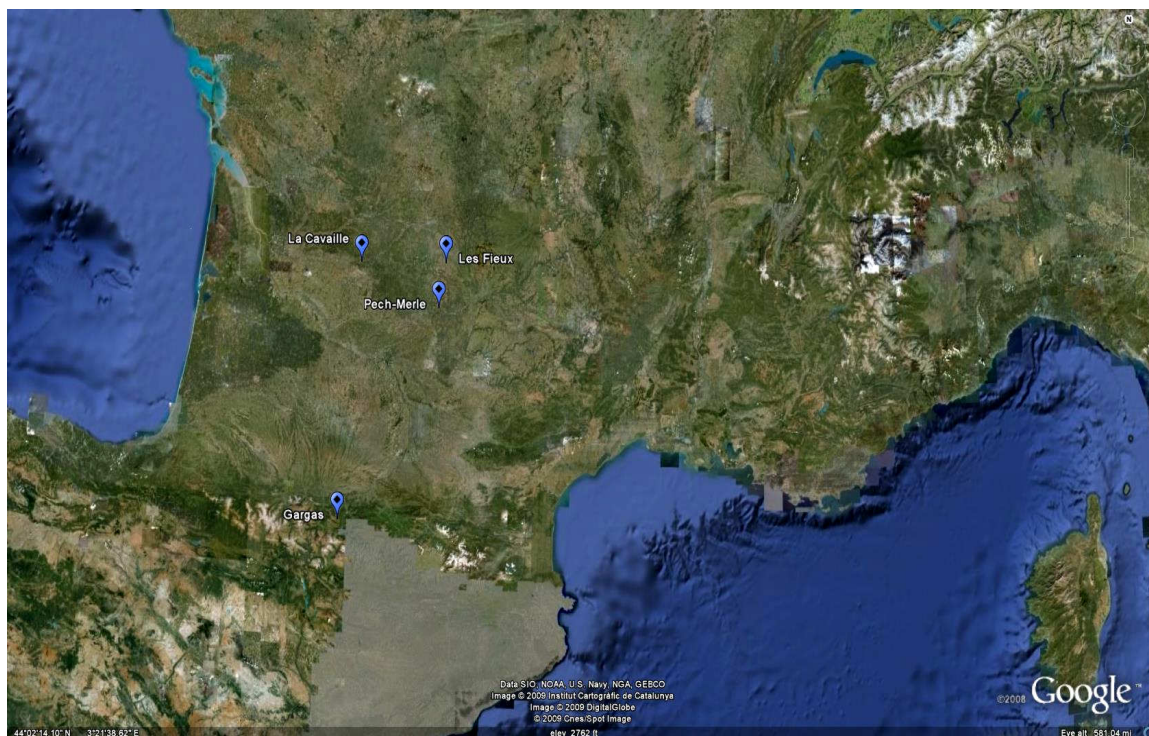 N
La Cavaille
Les Fieux
Pech-Merle
Gargas
Data SIO, NOAA, U.S. Navy, NGA, GEBCO
Image © 2009 Institut Cartogràfic de Catalunya
Image © 2009 DigitalGlobe
© 2009 Cnes/Spot Image
©2008 Google™
44°02'14.10" N 3°21'38.62" E
elev 2762 ft
Eye alt 581.04 mi